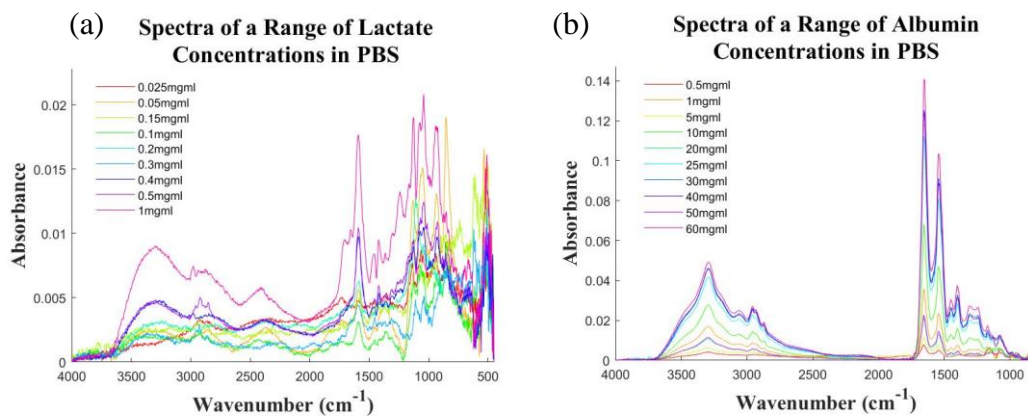 (a)
Spectra of a Range of Lactate
Concentrations in PBS
0.02
0.015
0.01
0.005
0
Absorbance
0.025mgml
0.05mgml
0.15mgml
0.1mgml
0.2mgml
0.3mgml
0.4mgml
0.5mgml
1mgml
4000 3500 3000 2500 2000 1500 1000 500
Wavenumber (cm-1)
(b)
Spectra of a Range of Albumin
Concentrations in PBS
0.14
0.12
0.1
0.08
0.06
0.04
0.02
0
Absorbance
0.5mgml
1mgml
5mgml
10mgml
20mgml
25mgml
30mgml
40mgml
50mgml
60mgml
4000 3500 3000 2500 2000 1500 1000
Wavenumber (cm-1)